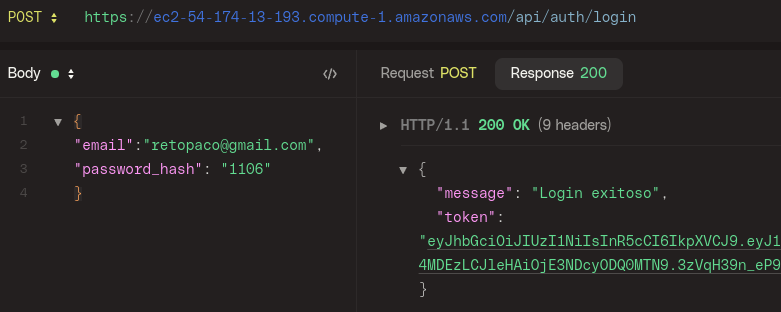 POST https://ec2-54-174-13-193.compute-1.amazonaws.com/api/auth/login
Body
Request POST Response 200
HTTP/1.1 200 OK (9 headers)
1 {
2 "email":"retopaco@gmail.com",
3 "password_hash": "1106"
4 }
{
"message": "Login exitoso",
"token":
"eyJhbGciOiJIUzI1NiIsInR5cCI6IkpXVCJ9.eyJ1
4MDEzLCJleHAiOjE3NDcyODQ0MTN9.3zVqH39n_eP9
}